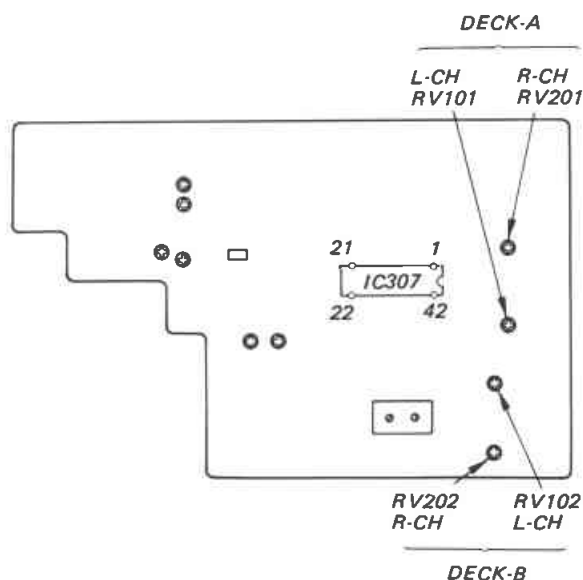 DECK-A
L-CH R-CH
RV101 RV201
21 1
IC307
22 42
RV202 RV102
R-CH L-CH
DECK-B